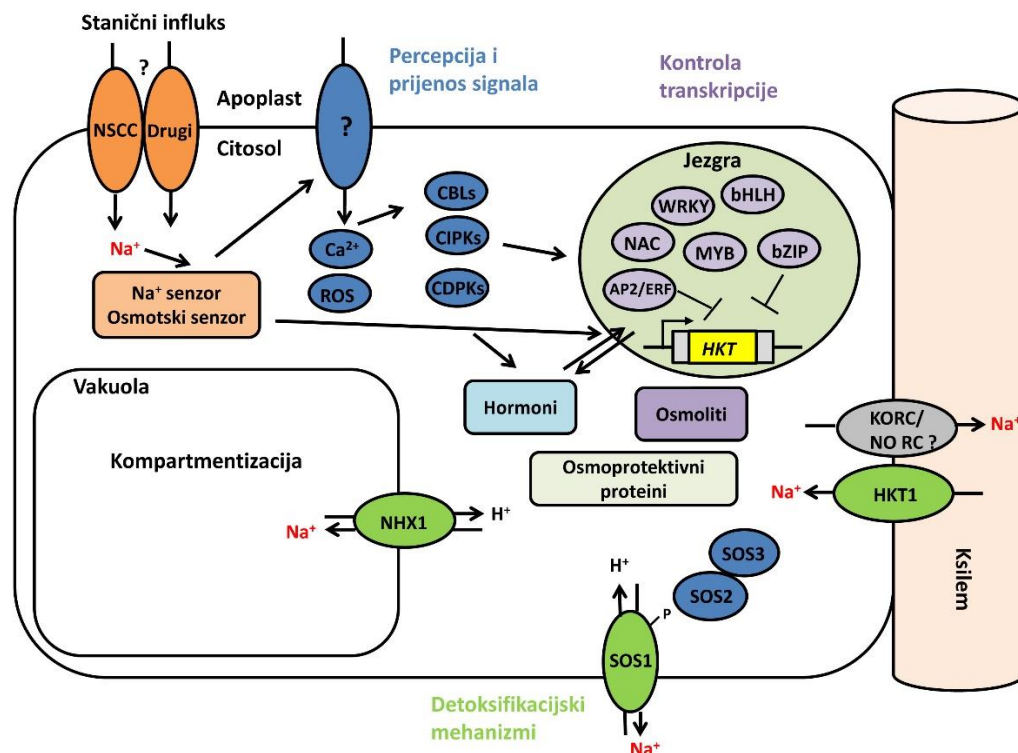 Stanični influks
?
NSCC
Drugi
Apoplast
Citosol
?
Percepcija i
prijenos signala
Kontrola
transkripcije
Na⁺
Na⁺ senzor
Osmotski senzor
Ca²⁺
ROS
CBLs
CIPKs
CDPKs
Jezgra
WRKY
bHLH
NAC
MYB
bZIP
AP2/ERF
HKT
Hormoni
Osmoliti
Osmoprotektivni
proteini
Vakuola
Kompartmentizacija
Na⁺
NHX1
H⁺
KORC/
NO RC ?
Na⁺
Na⁺
HKT1
Ksilem
SOS3
SOS2
H⁺
P
SOS1
Na⁺
Detoksifikacijski
mehanizmi